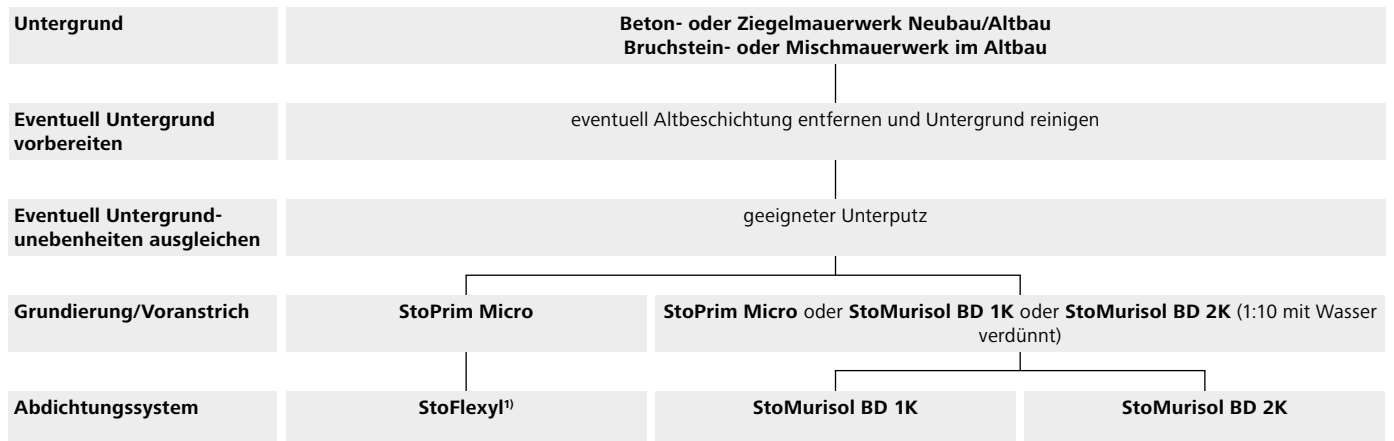 Untergrund
Beton- oder Ziegelmauerwerk Neubau/Altbau
Bruchstein- oder Mischmauerwerk im Altbau
Eventuell Untergrund
vorbereiten
eventuell Altbeschichtung entfernen und Untergrund reinigen
Eventuell Untergrund-
unebenheiten ausgleichen
geeigneter Unterputz
Grundierung/Voranstrich
StoPrim Micro
StoPrim Micro oder StoMurisol BD 1K oder StoMurisol BD 2K (1:10 mit Wasser
verdünnt)
Abdichtungssystem
StoFlexyl¹⁾
StoMurisol BD 1K
StoMurisol BD 2K